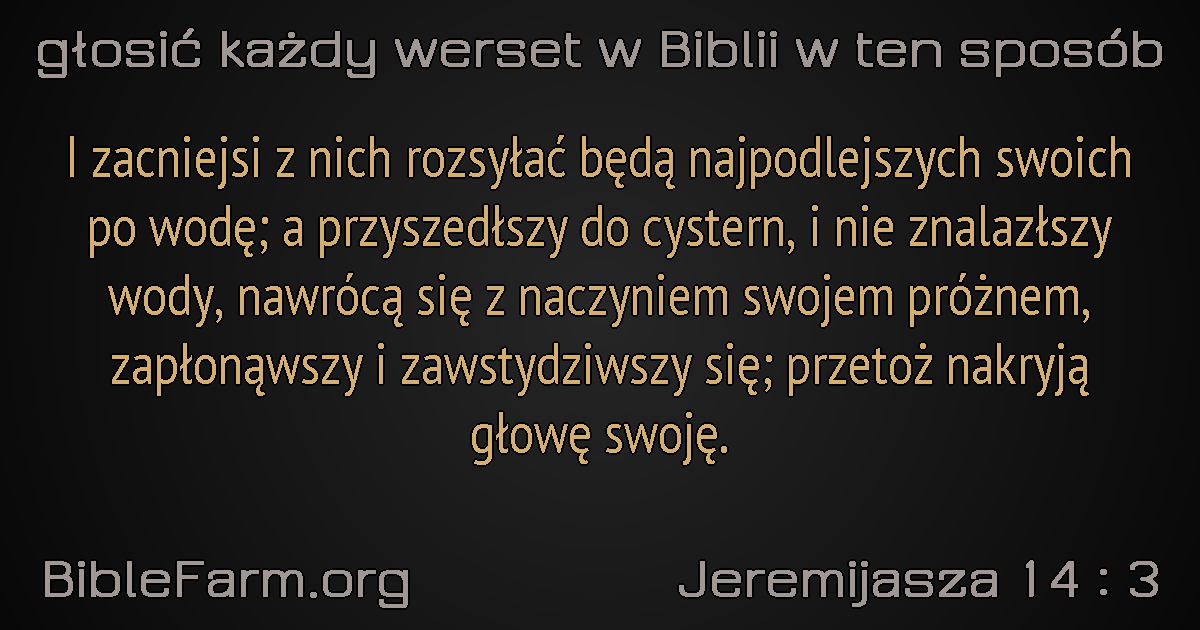 głosić każdy werset w Biblii w ten sposób
I zacniejsi z nich rozsyłać będą najpodlejszych swoich
po wodę; a przyszedłszy do cystern, i nie znalazłszy
wody, nawrócą się z naczyniem swojem próżnem,
zapłonąwszy i zawstydziwszy się; przetoż nakryją
głowę swoję.
BibleFarm.org
Jeremijasza 14 : 3